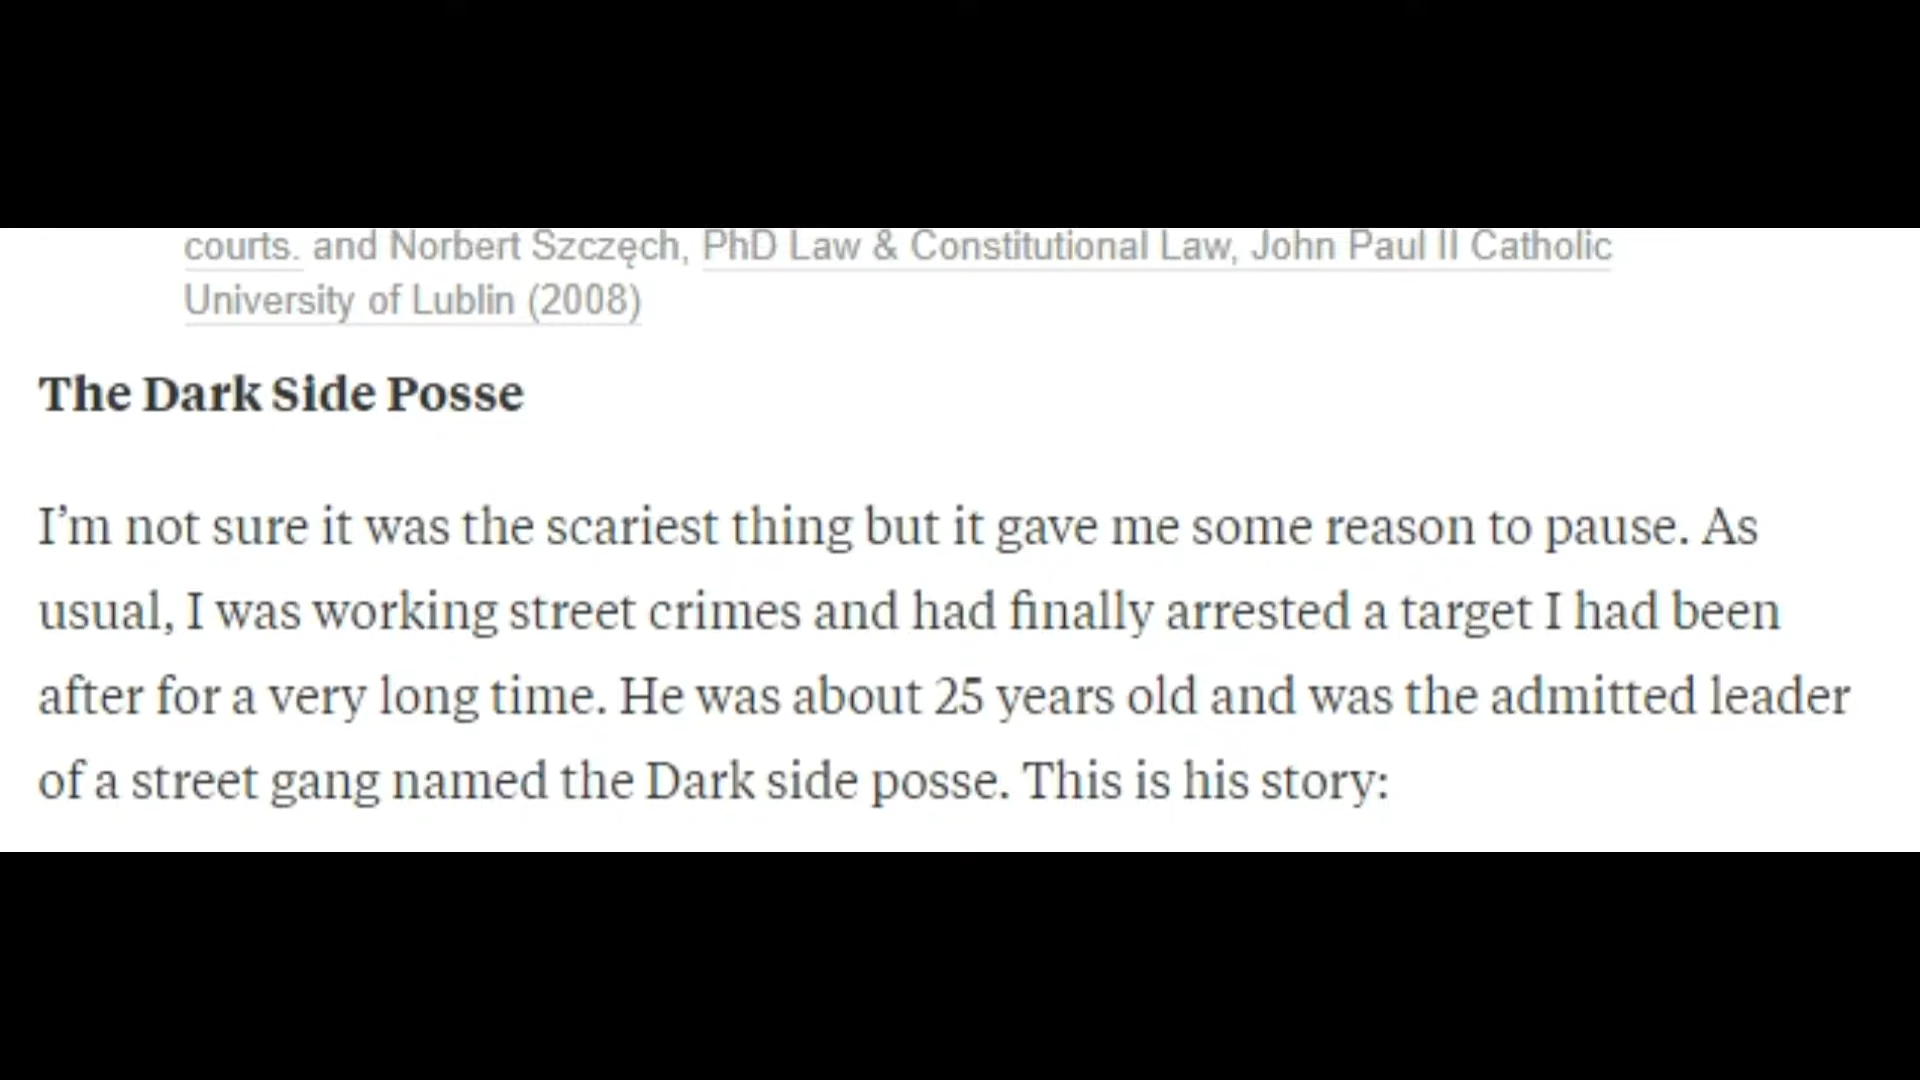 courts. and Norbert Szczęch, PhD Law & Constitutional Law, John Paul II Catholic
University of Lublin (2008)
The Dark Side Posse
I’m not sure it was the scariest thing but it gave me some reason to pause. As
usual, I was working street crimes and had finally arrested a target I had been
after for a very long time. He was about 25 years old and was the admitted leader
of a street gang named the Dark side posse. This is his story: